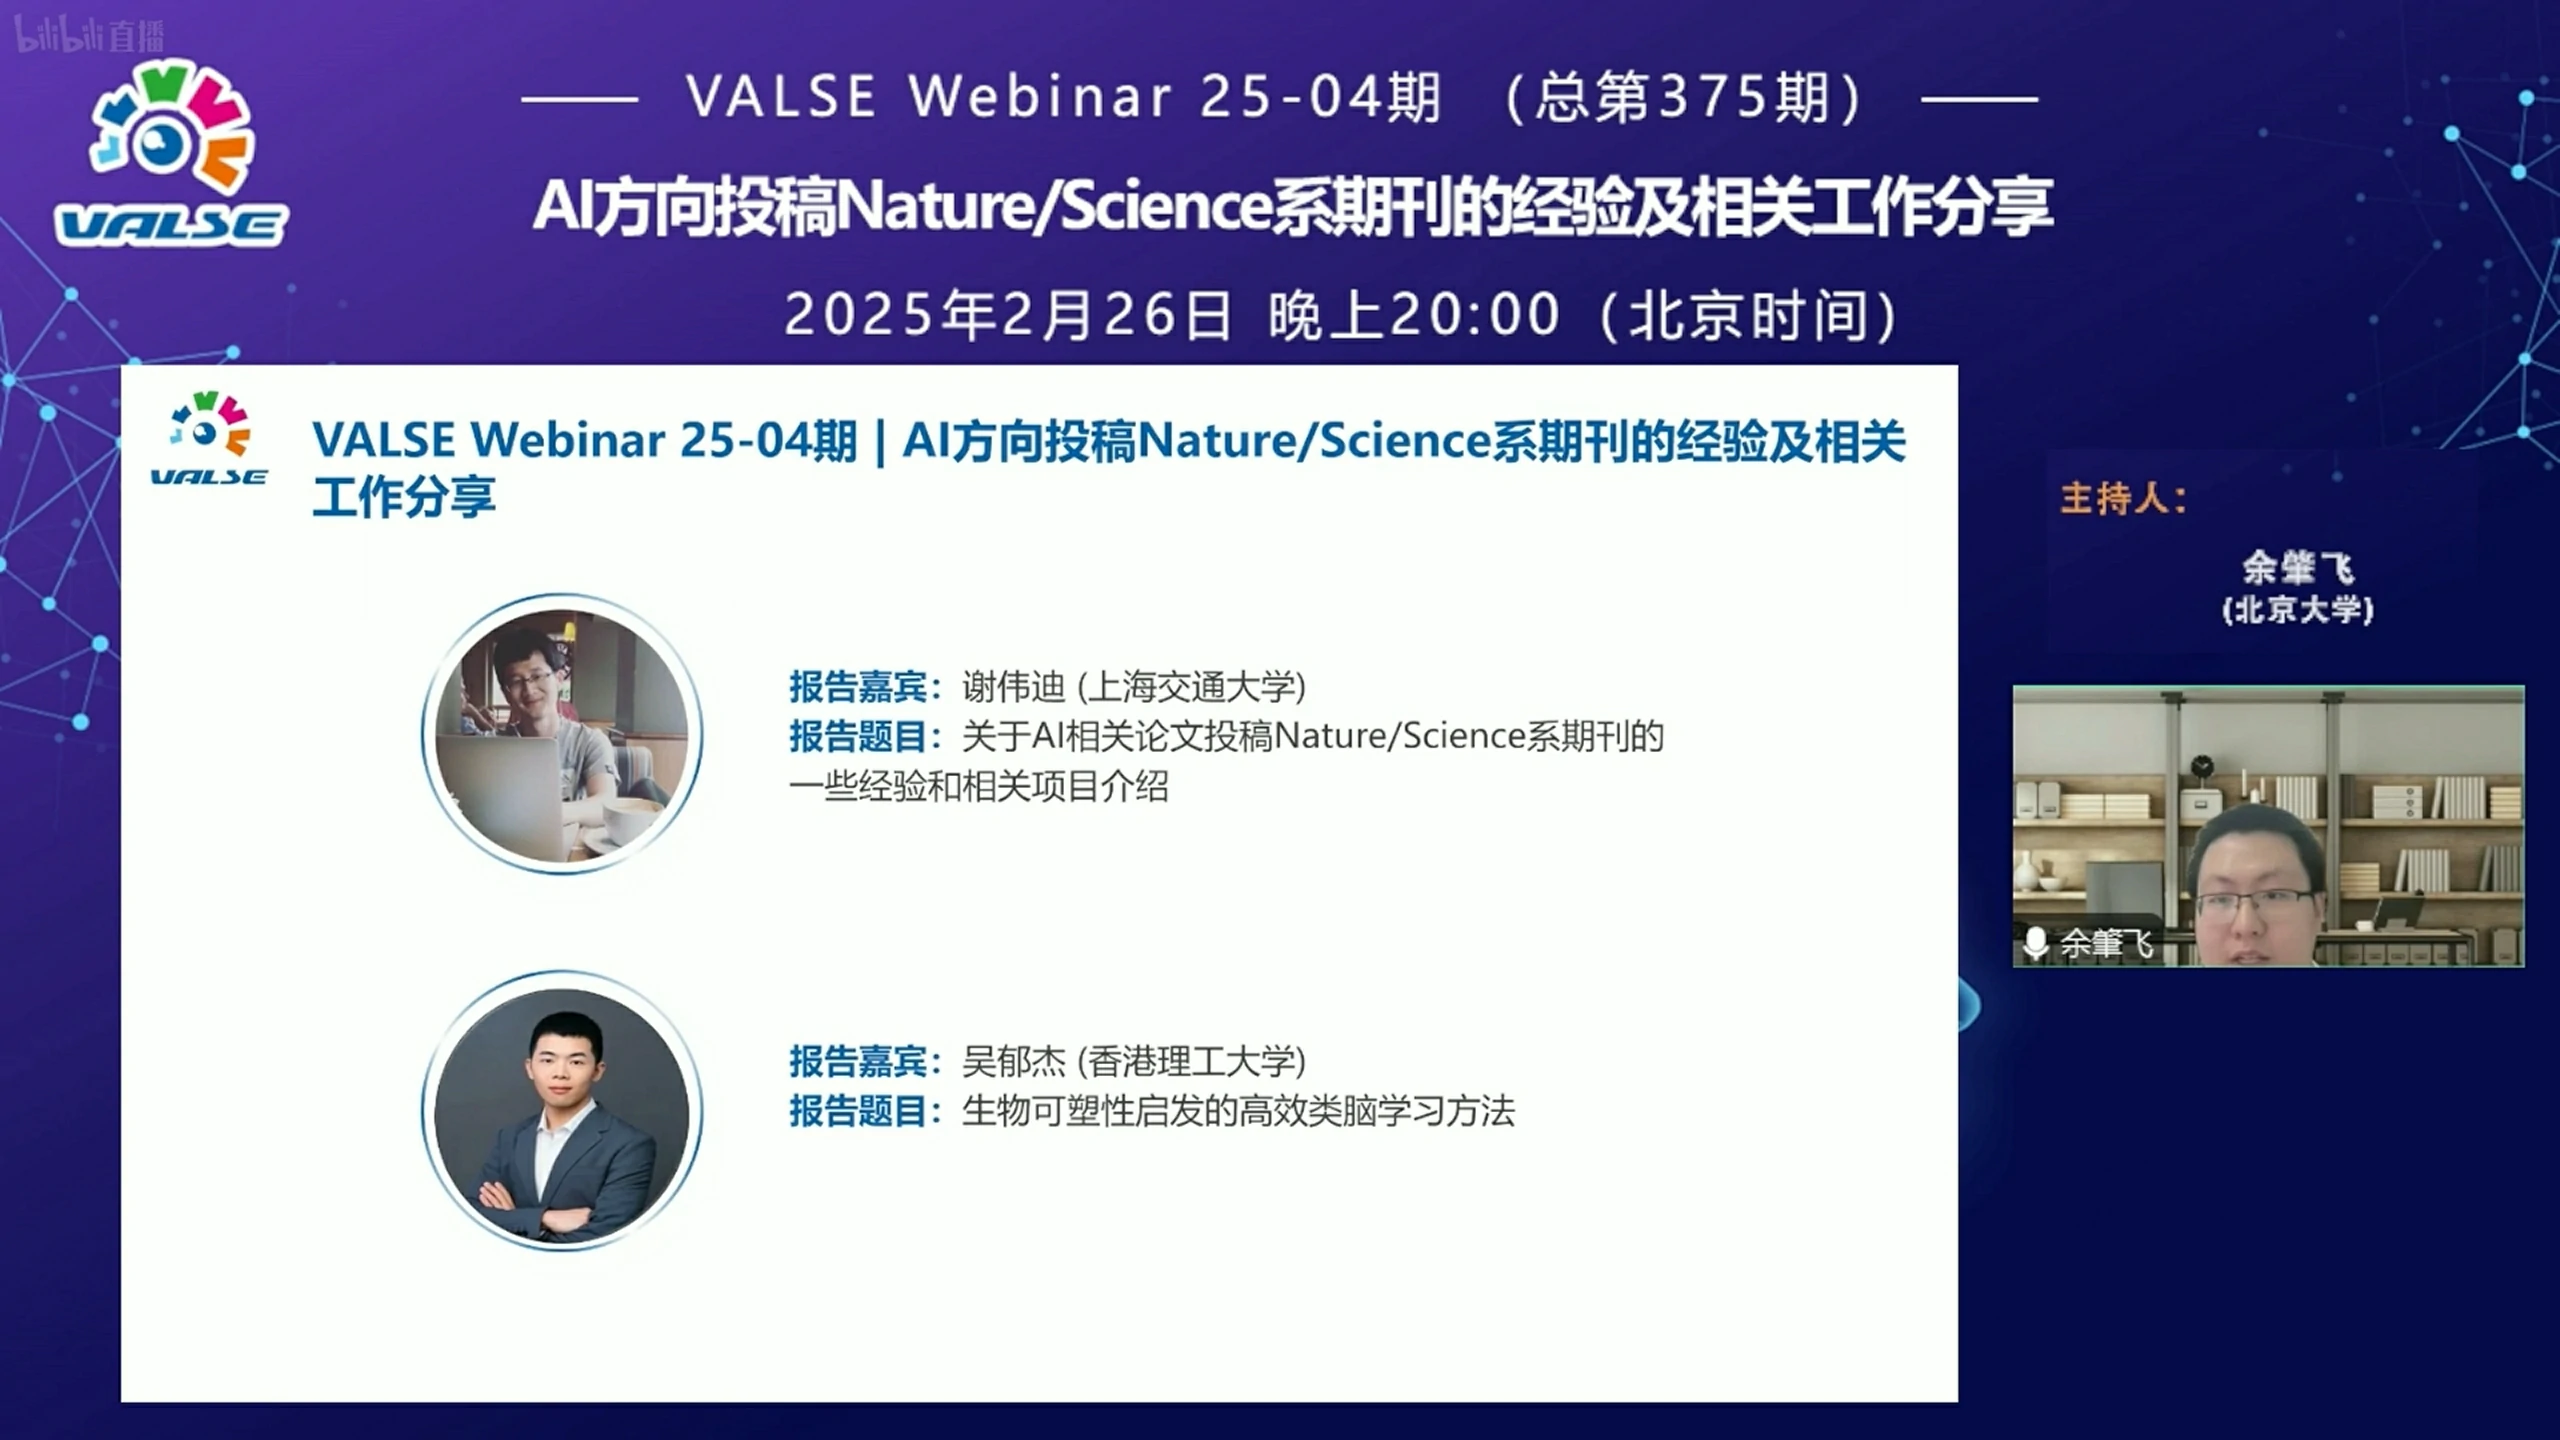 bilibili直播
VALSE
VALSE Webinar 25-04期 （总第375期）
AI方向投稿Nature/Science系期刊的经验及相关工作分享
2025年2月26日 晚上20:00（北京时间）
VALSE
VALSE Webinar 25-04期 | AI方向投稿Nature/Science系期刊的经验及相关
工作分享
报告嘉宾：谢伟迪 (上海交通大学)
报告题目：关于AI相关论文投稿Nature/Science系期刊的
一些经验和相关项目介绍
报告嘉宾：吴郁杰 (香港理工大学)
报告题目：生物可塑性启发的高效类脑学习方法
主持人：
余肇飞
(北京大学)
余肇飞